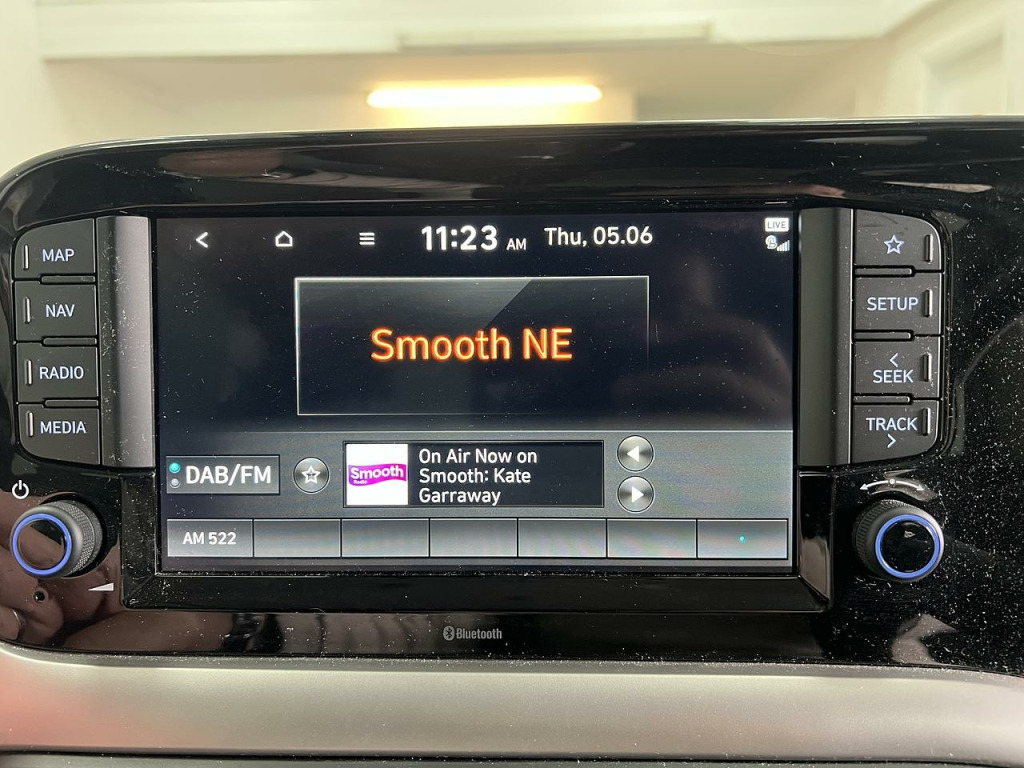 11:23 AM Thu, 05.06
LIVE
MAP
NAV
RADIO
MEDIA
Smooth NE
SETUP
<
SEEK
TRACK
>
DAB/FM
Smooth
Radio
On Air Now on
Smooth: Kate
Garraway
AM 522
Bluetooth